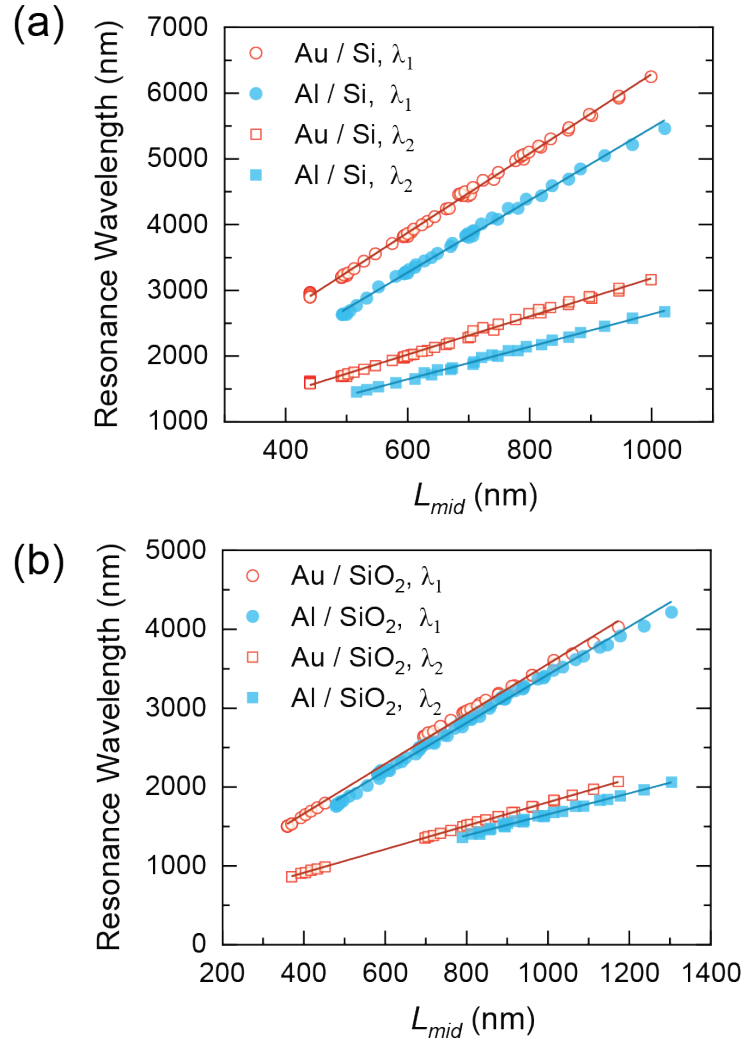 (a)
7000
6000
5000
4000
3000
2000
1000
Resonance Wavelength (nm)
Au / Si, λ₁
Al / Si, λ₁
Au / Si, λ₂
Al / Si, λ₂
400
600
800
1000
L_mid (nm)
(b)
5000
4000
3000
2000
1000
0
Resonance Wavelength (nm)
Au / SiO₂, λ₁
Al / SiO₂, λ₁
Au / SiO₂, λ₂
Al / SiO₂, λ₂
200
400
600
800
1000
1200
1400
L_mid (nm)